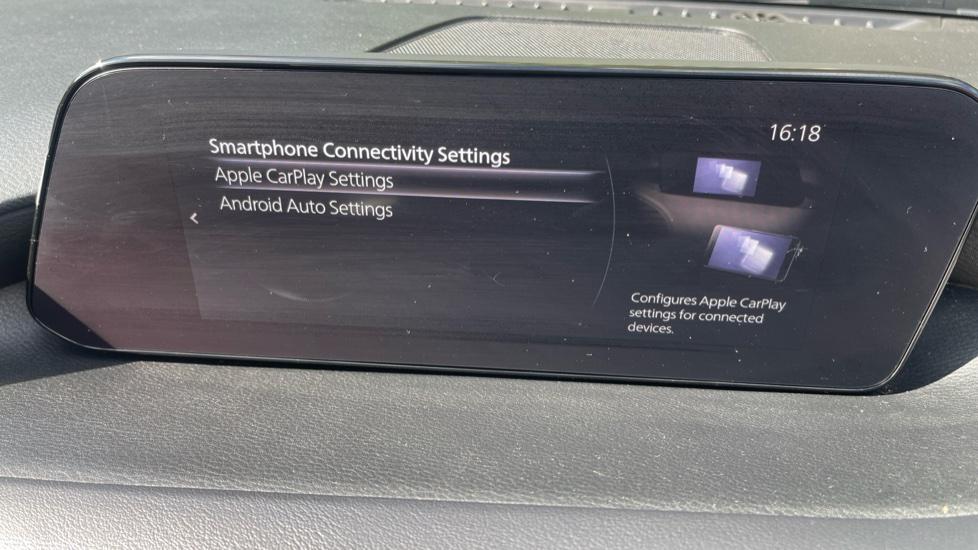 16:18
Smartphone Connectivity Settings
Apple CarPlay Settings
Android Auto Settings
Configures Apple CarPlay
settings for connected
devices.